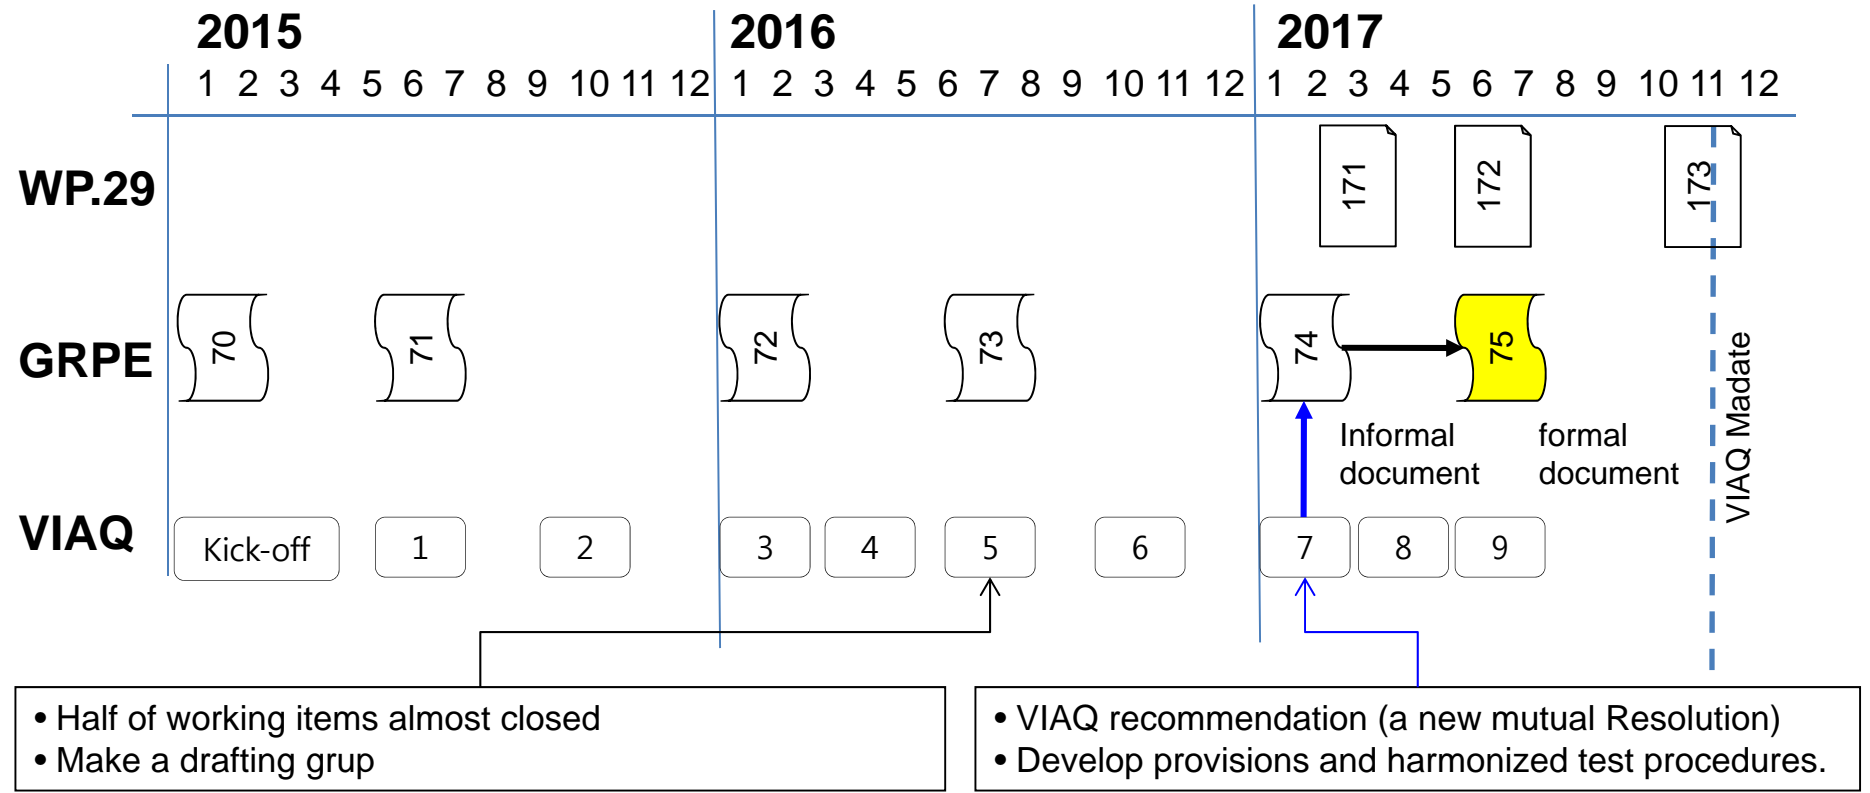 2015 2016 2017
1 2 3 4 5 6 7 8 9 10 11 12 1 2 3 4 5 6 7 8 9 10 11 12 1 2 3 4 5 6 7 8 9 10 11 12
WP.29 171 172 173
GRPE 70 71 72 73 74 75
Informal
document
formal
document
VIAQ Madate
VIAQ Kick-off 1 2 3 4 5 6 7 8 9
• Half of working items almost closed
• Make a drafting grup
• VIAQ recommendation (a new mutual Resolution)
• Develop provisions and harmonized test procedures.